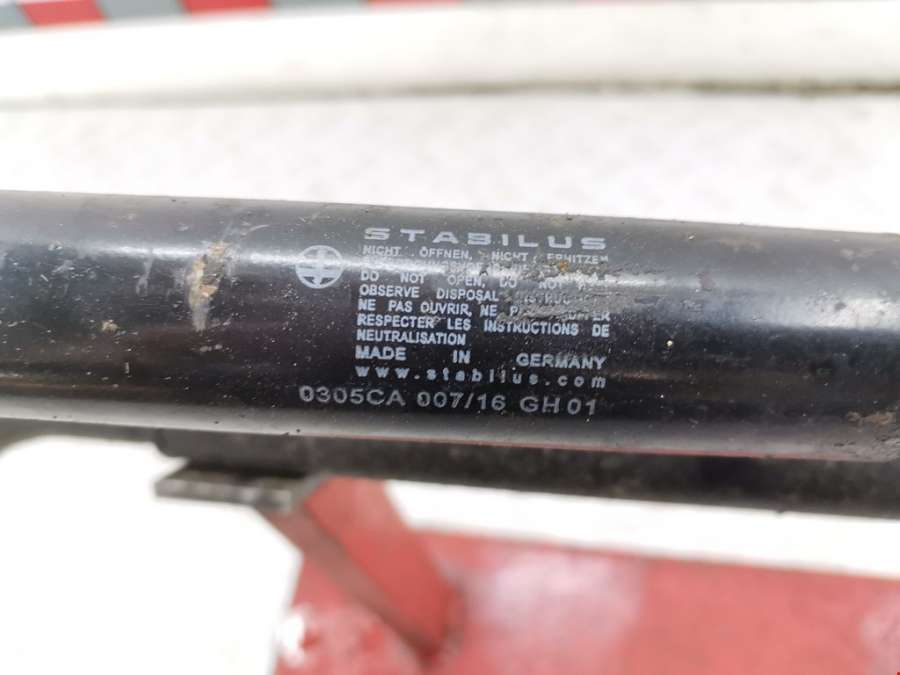 STABILUS
NICHT ÖFFNEN, NICHT ERHITZEN
DO NOT OPEN, DO NOT
OBSERVE DISPOSAL
NE PAS OUVRIR, NE
RESPECTER LES INSTRUCTIONS DE
NEUTRALISATION
MADE IN GERMANY
www.stabilus.com
0305CA 007/16 GH01